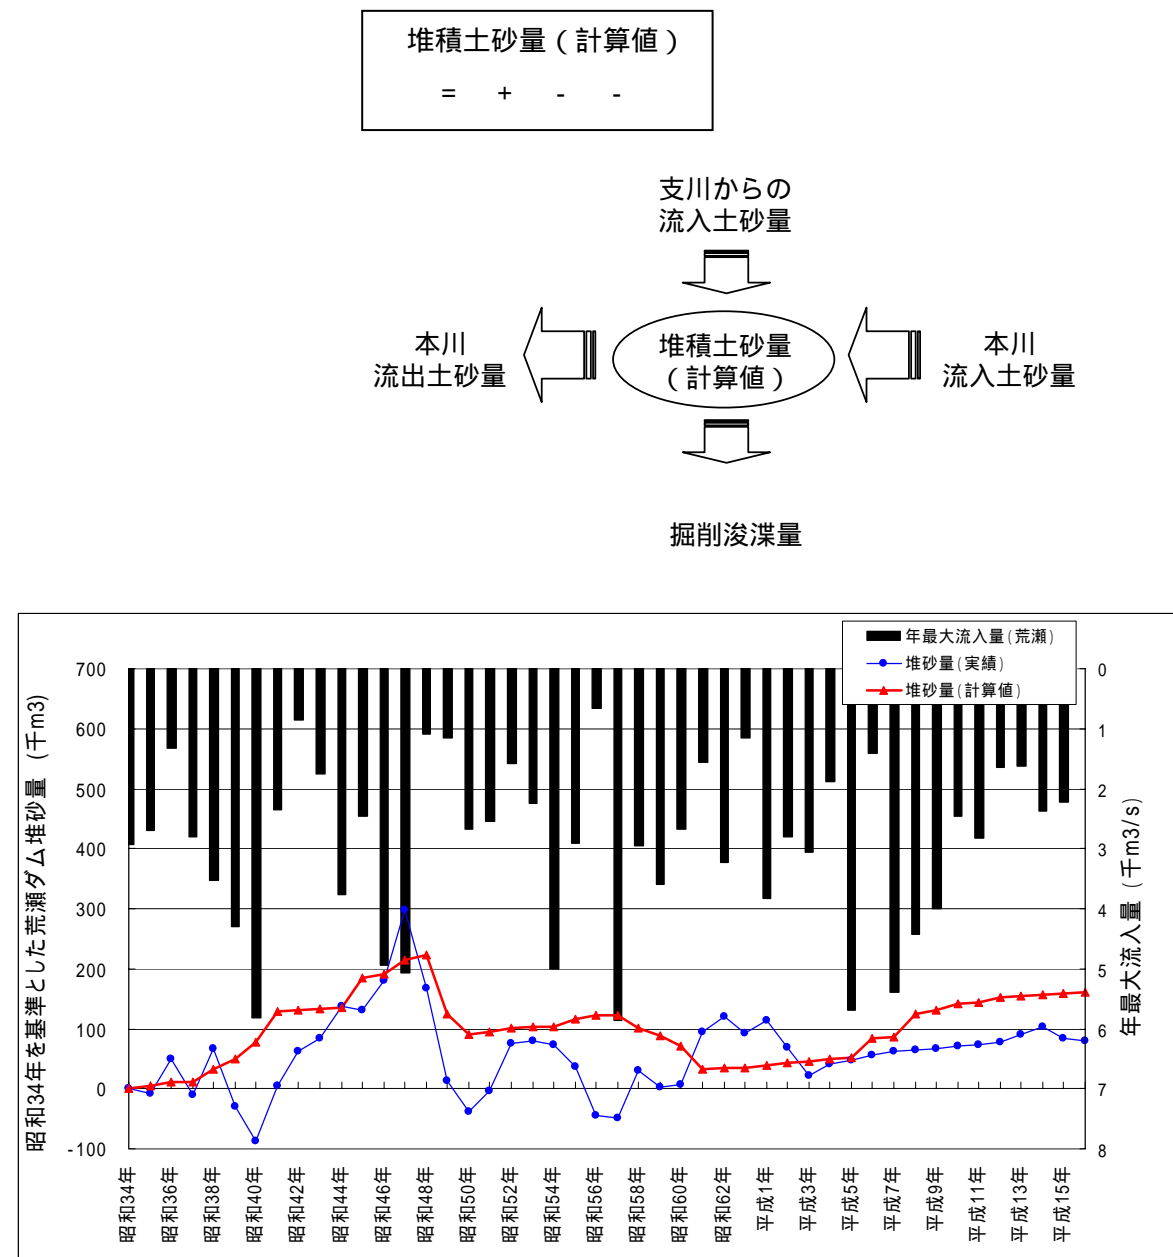 堆積土砂量(計算値)
= + - -
支川からの
流入土砂量
本川
流出土砂量
堆積土砂量
(計算値)
本川
流入土砂量
掘削浚渫量
年最大流入量(荒瀬)
堆砂量(実績)
堆砂量(計算値)
昭和34年を基準とした荒瀬ダム堆砂量 (千m3)
700
600
500
400
300
200
100
0
-100
0
1
2
3
4
5
6
7
8
年最大流入量(千m3/s)
昭和34年
昭和36年
昭和38年
昭和40年
昭和42年
昭和44年
昭和46年
昭和48年
昭和50年
昭和52年
昭和54年
昭和56年
昭和58年
昭和60年
昭和62年
平成1年
平成3年
平成5年
平成7年
平成9年
平成11年
平成13年
平成15年